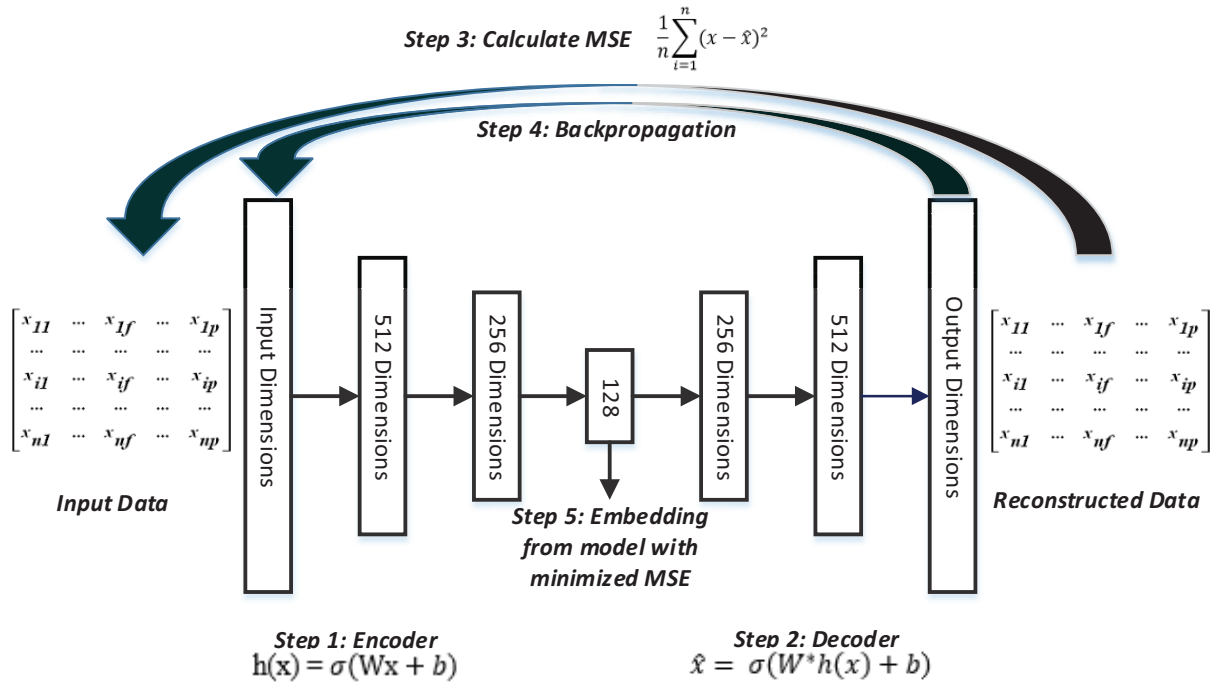 Step 3: Calculate MSE \frac{1}{n}\sum_{i=1}^{n}(x - \hat{x})^2
Step 4: Backpropagation
x11 ... x1f ... x1p
... ... ... ... ...
xi1 ... xif ... xip
... ... ... ... ...
xn1 ... xnf ... xnp
Input Data
Input Dimensions
512 Dimensions
256 Dimensions
128
256 Dimensions
512 Dimensions
Output Dimensions
x11 ... x1f ... x1p
... ... ... ... ...
xi1 ... xif ... xip
... ... ... ... ...
xn1 ... xnf ... xnp
Reconstructed Data
Step 5: Embedding
from model with
minimized MSE
Step 1: Encoder
h(x) = σ(Wx + b)
Step 2: Decoder
x̂ = σ(W*h(x) + b)